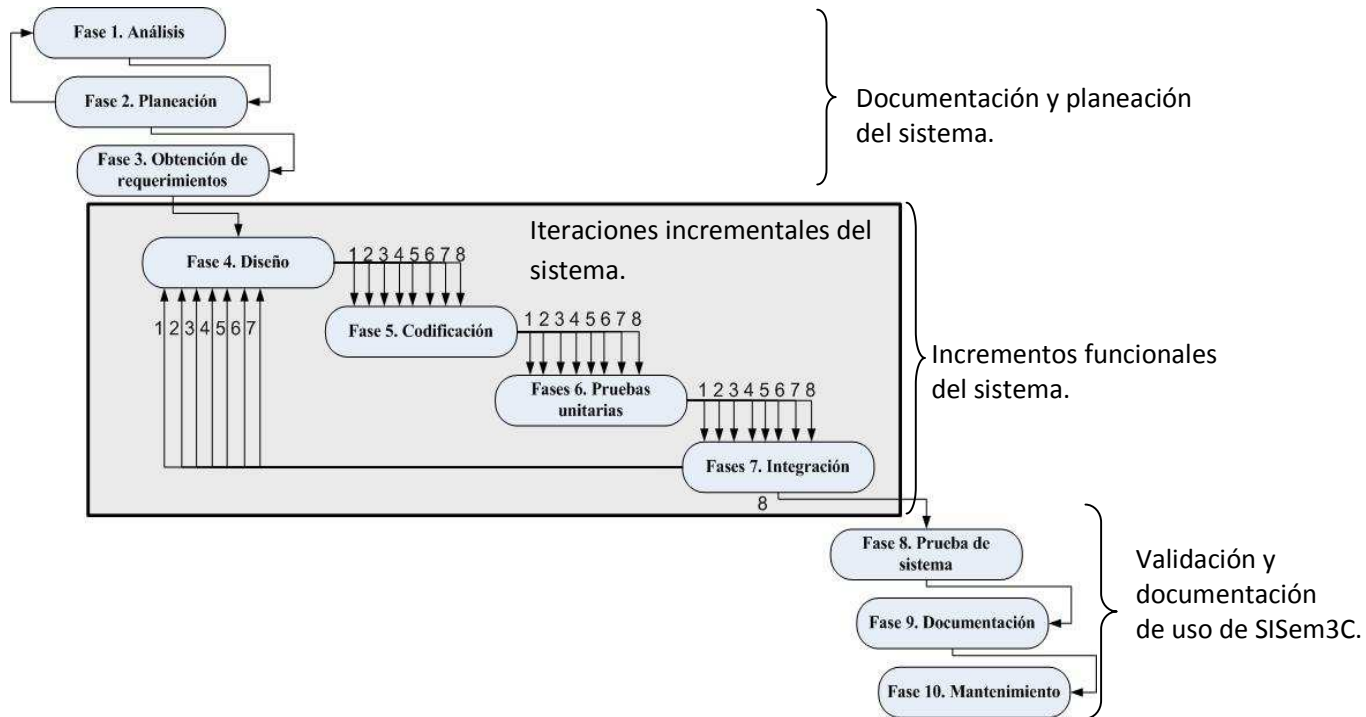 Fase 1. Análisis
Fase 2. Planeación
Fase 3. Obtención de
requerimientos
Documentación y planeación
del sistema.
Iteraciones incrementales del
sistema.
Fase 4. Diseño
1 2 3 4 5 6 7 8
1 2 3 4 5 6 7
Fase 5. Codificación
1 2 3 4 5 6 7 8
Fases 6. Pruebas
unitarias
1 2 3 4 5 6 7 8
Fases 7. Integración
8
Incrementos funcionales
del sistema.
Fase 8. Prueba de
sistema
Fase 9. Documentación
Fase 10. Mantenimiento
Validación y
documentación
de uso de SISem3C.